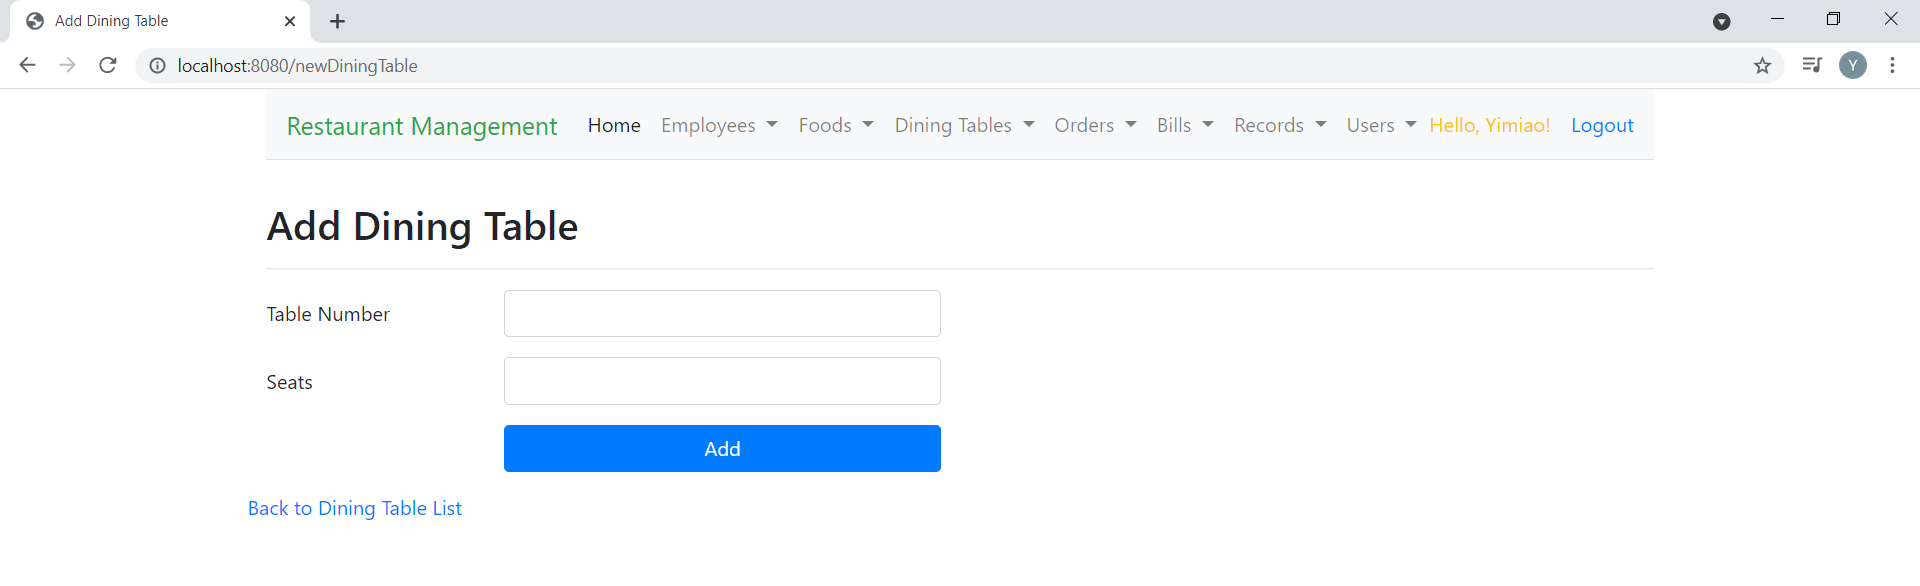 Add Dining Table
localhost:8080/newDiningTable
Y
Restaurant Management Home Employees Foods Dining Tables Orders Bills Records Users Hello, Yimiao! Logout
Add Dining Table
Table Number
Seats
Add
Back to Dining Table List